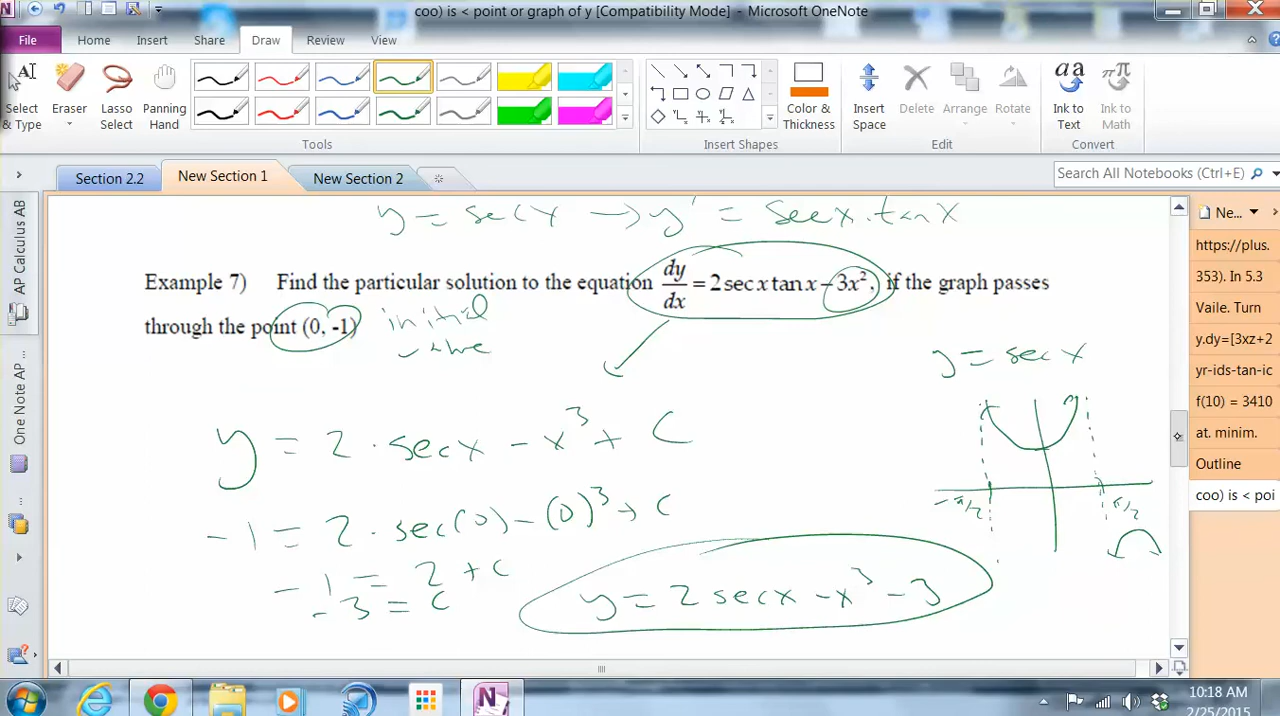 coo) is < point or graph of y [Compatibility Mode] - Microsoft OneNote
File Home Insert Share Draw Review View
Select & Type
Eraser
Lasso Select
Panning Hand
Color & Thickness
Insert Space
Delete
Arrange
Rotate
Ink to Text
Ink to Math
Tools
Insert Shapes
Edit
Convert
Section 2.2 New Section 1 New Section 2
Search All Notebooks (Ctrl+E)
AP Calculus AB
One Note AP ...
y = sec x → y' = sec x · tan x
Example 7) Find the particular solution to the equation dy/dx = 2 sec x tan x − 3x², if the graph passes
through the point (0, -1)
initial
value
y = sec x
y = 2 · sec x − x³ + C
-1 = 2 · sec(0) − (0)³ + C
-1 = 2 + C
-3 = C
y = 2 sec x − x³ − 3
-π/2
π/2
Ne...
https://plus.
353). In 5.3
Vaile. Turn
y.dy=[3xz+2
yr-ids-tan-ic
f(10) = 3410
at. minim.
Outline
coo) is < poi
10:18 AM
2/25/2015